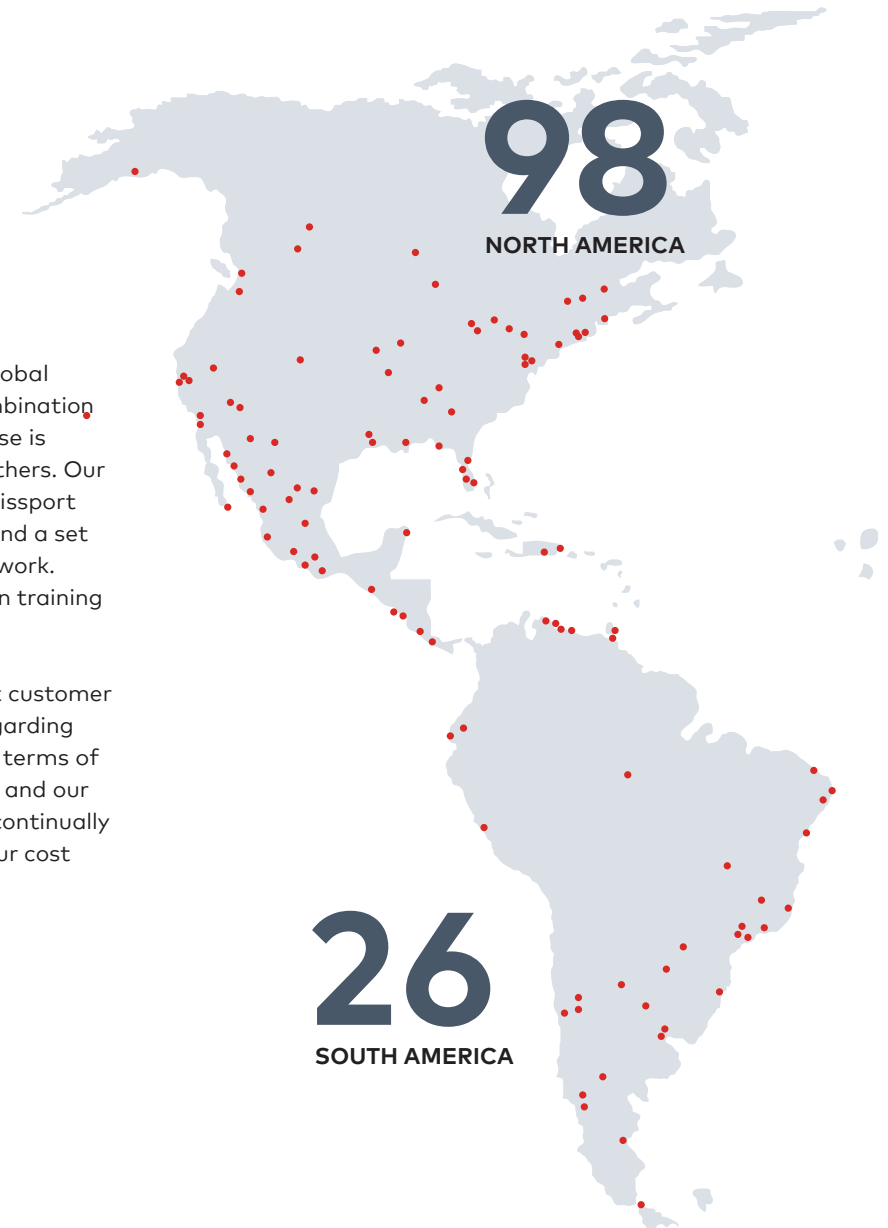 98
NORTH AMERICA
lobal
nbination
se is
thers. Our
issport
nd a set
work.
n training
t customer
garding
terms of
and our
continually
ur cost
26
SOUTH AMERICA